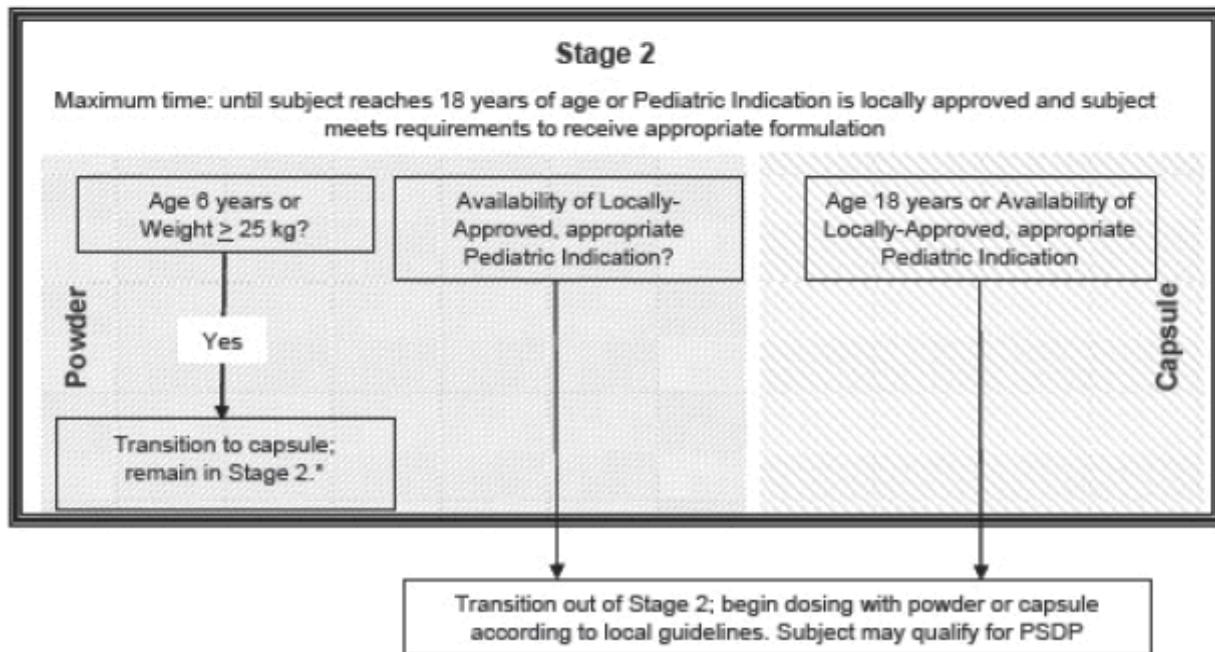 Stage 2
Maximum time: until subject reaches 18 years of age or Pediatric Indication is locally approved and subject
meets requirements to receive appropriate formulation
Age 6 years or
Weight ≥ 25 kg?
Availability of Locally-
Approved, appropriate
Pediatric Indication?
Age 18 years or Availability of
Locally-Approved, appropriate
Pediatric Indication
Powder
Yes
Capsule
Transition to capsule;
remain in Stage 2.*
Transition out of Stage 2; begin dosing with powder or capsule
according to local guidelines. Subject may qualify for PSDP